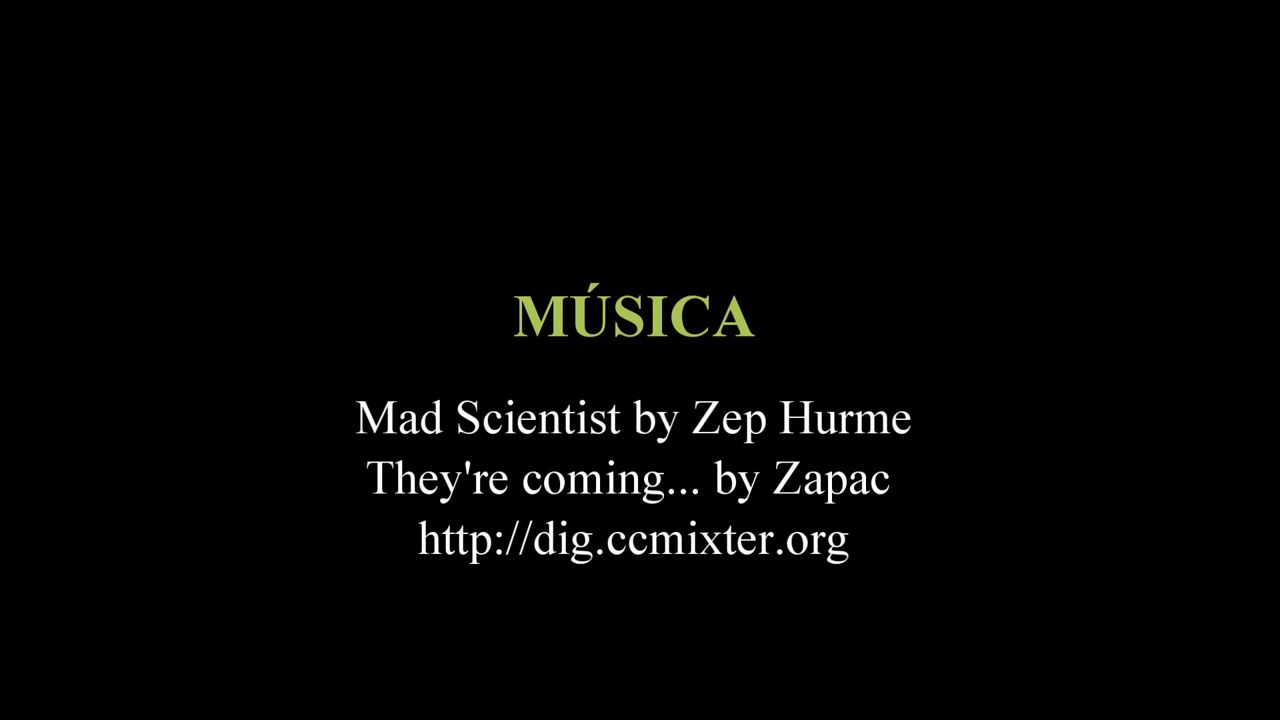 MÚSICA
Mad Scientist by Zep Hurme
They're coming... by Zapac
http://dig.ccmixter.org